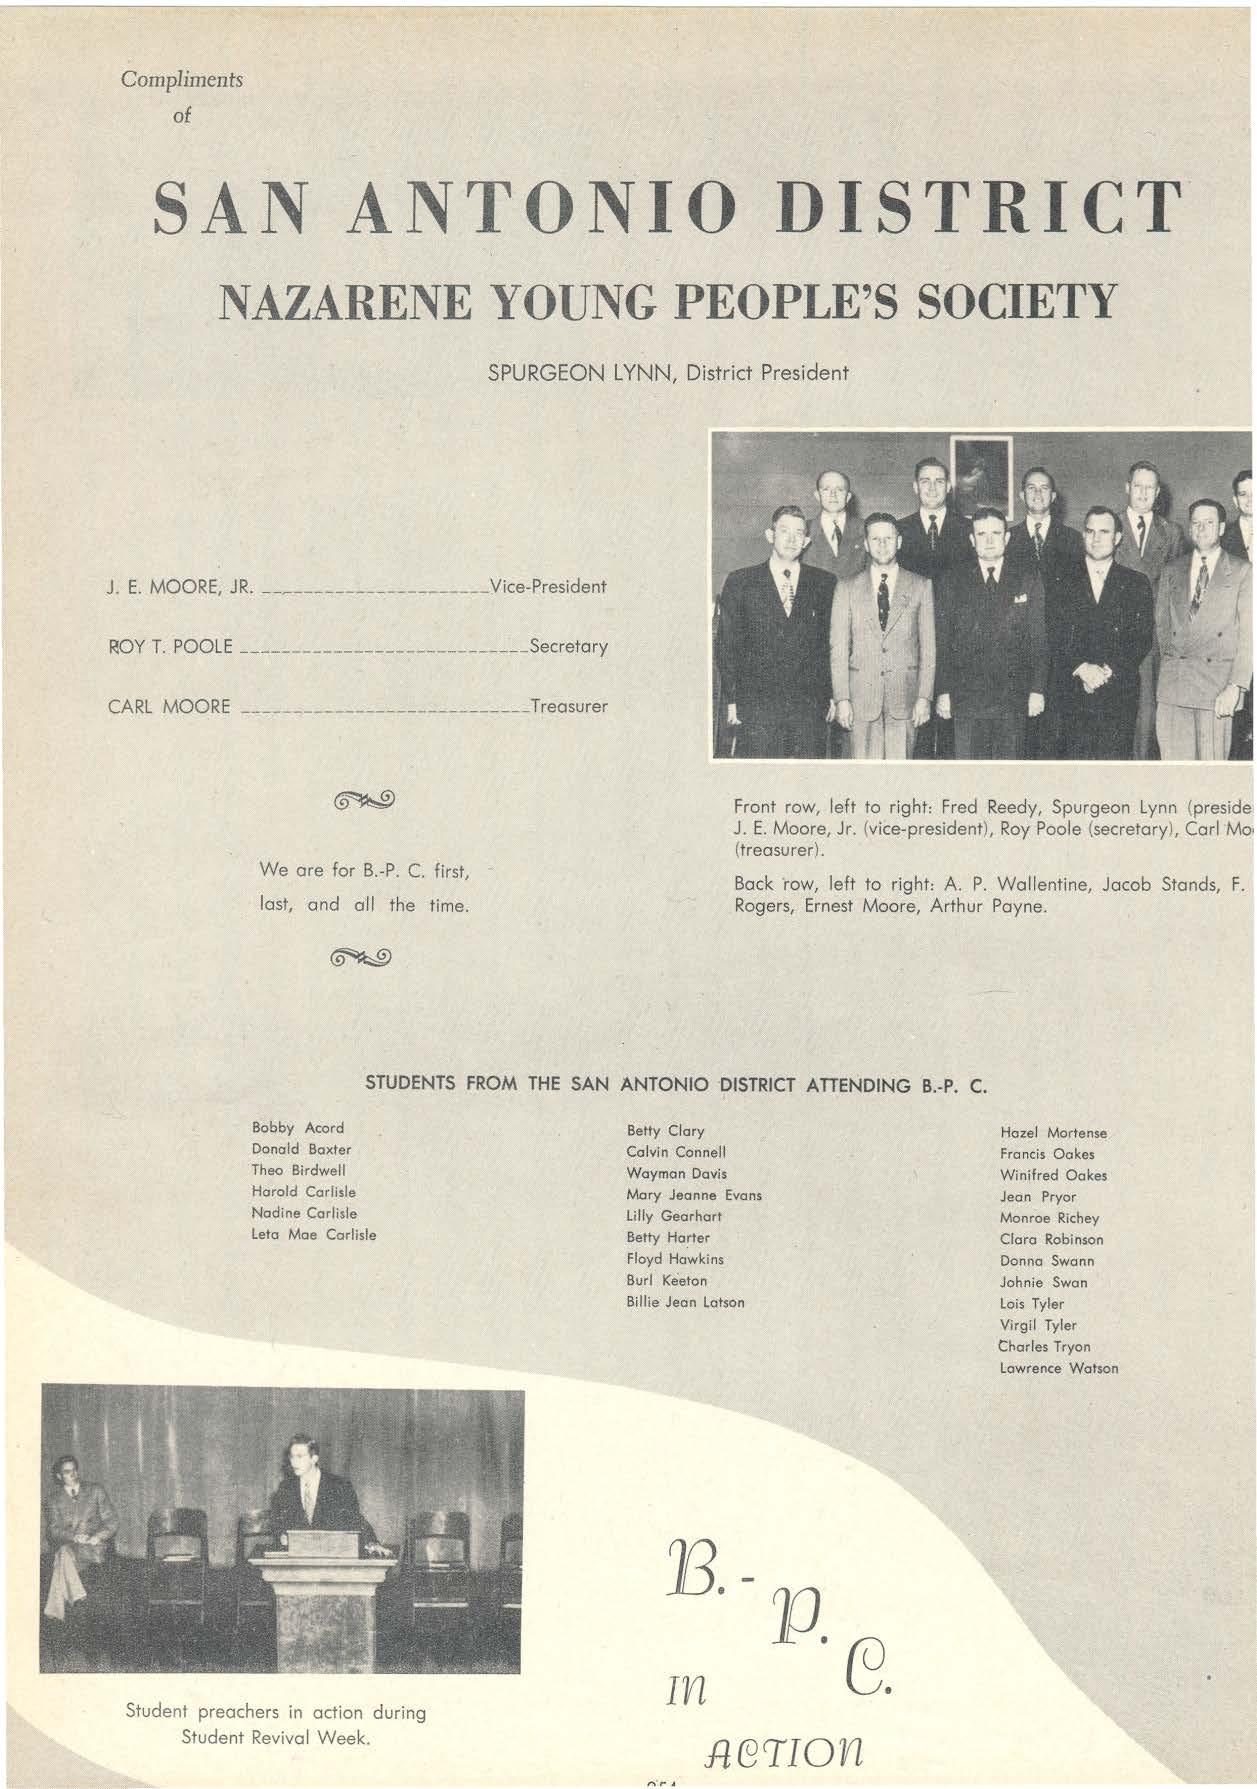 Compliments
of
SAN ANTONIO DISTRICT
NAZARENE YOUNG PEOPLE'S SOCIETY
SPURGEON LYNN, District President
J. E. MOORE, JR. ______________________Vice-President
ROY T. POOLE ____________________________Secretary
CARL MOORE ____________________________Treasurer
We are for B.-P. C. first,
last, and all the time.
Front row, left to right: Fred Reedy, Spurgeon Lynn (preside
J. E. Moore, Jr. (vice-president), Roy Poole (secretary), Carl Mo
(treasurer).
Back row, left to right: A. P. Wallentine, Jacob Stands, F.
Rogers, Ernest Moore, Arthur Payne.
STUDENTS FROM THE SAN ANTONIO DISTRICT ATTENDING B.-P. C.
Bobby Acord
Donald Baxter
Theo Birdwell
Harold Carlisle
Nadine Carlisle
Leta Mae Carlisle
Betty Clary
Calvin Connell
Wayman Davis
Mary Jeanne Evans
Lilly Gearhart
Betty Harter
Floyd Hawkins
Burl Keeton
Billie Jean Latson
Hazel Mortense
Francis Oakes
Winifred Oakes
Jean Pryor
Monroe Richey
Clara Robinson
Donna Swann
Johnie Swan
Lois Tyler
Virgil Tyler
Charles Tryon
Lawrence Watson
Student preachers in action during
Student Revival Week.
B.-
P.
C.
IN
ACTION